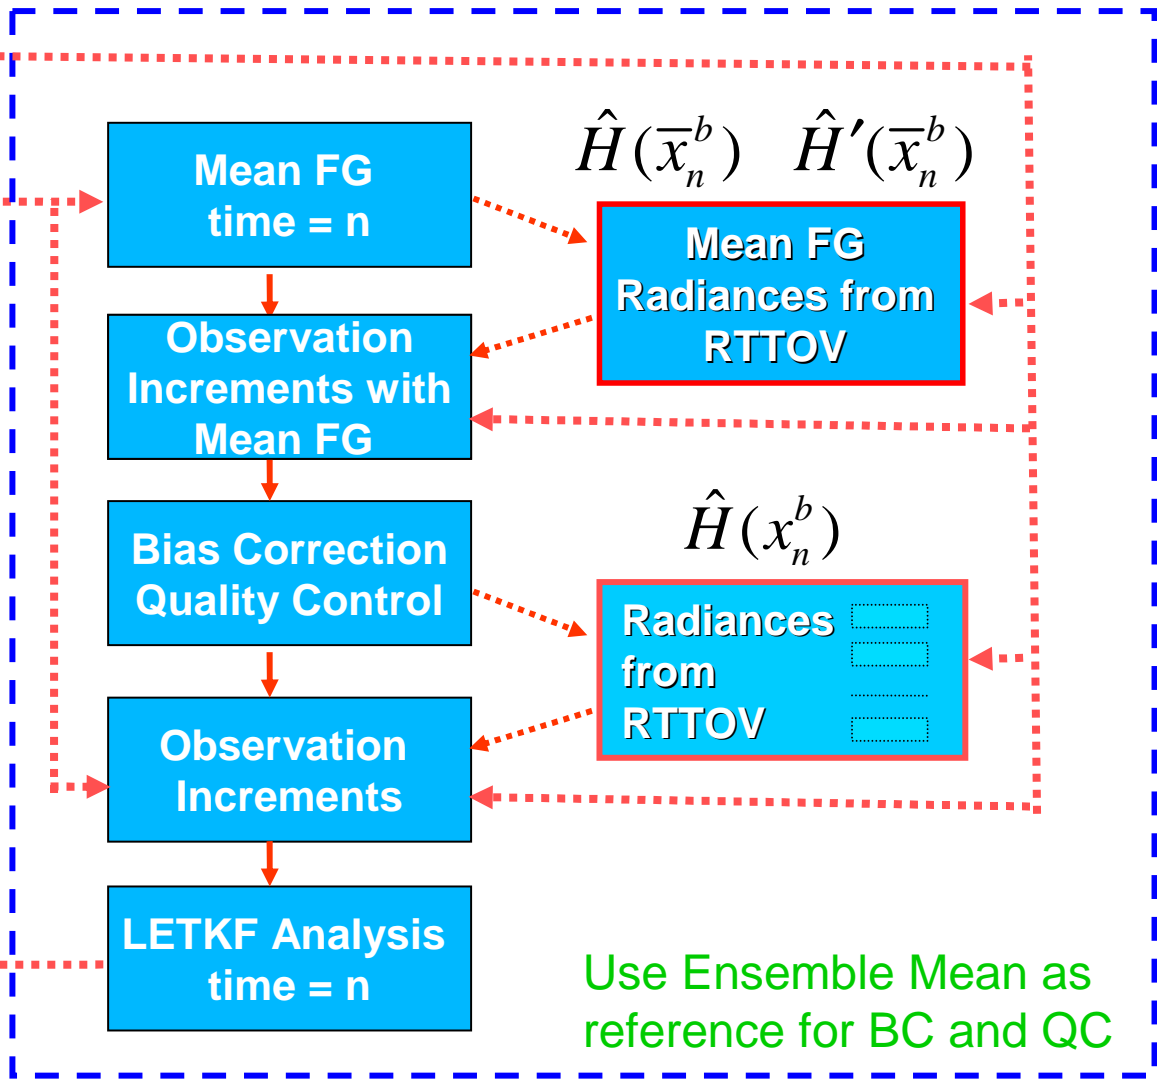 Mean FG
time = n
Ĥ(x̅ₙᵇ) Ĥ′(x̅ₙᵇ)
Mean FG
Radiances from
RTTOV
Observation
Increments with
Mean FG
Bias Correction
Quality Control
Ĥ(xₙᵇ)
Radiances
from
RTTOV
Observation
Increments
LETKF Analysis
time = n
Use Ensemble Mean as
reference for BC and QC